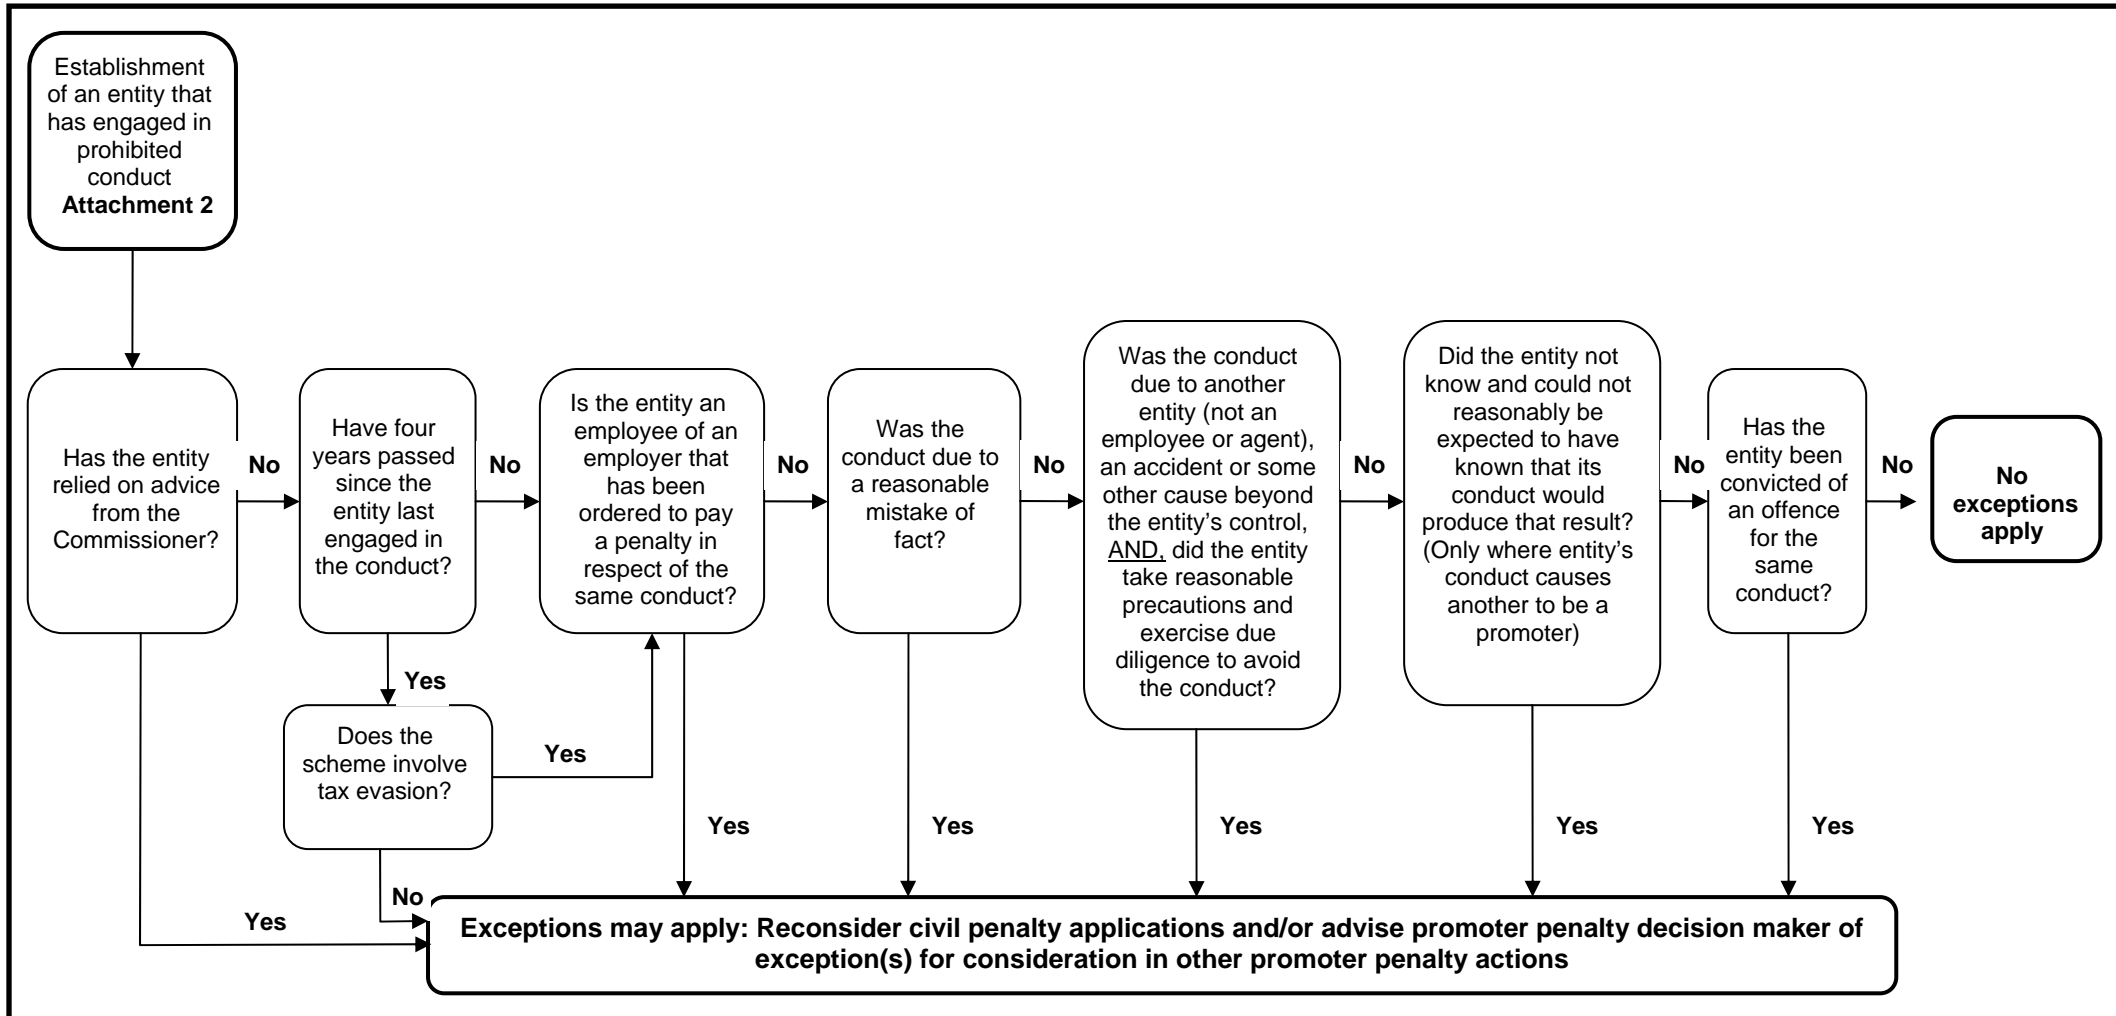 Establishment
of an entity that
has engaged in
prohibited
conduct
Attachment 2
Has the entity
relied on advice
from the
Commissioner?
No
Have four
years passed
since the
entity last
engaged in
the conduct?
No
Is the entity an
employee of an
employer that
has been
ordered to pay
a penalty in
respect of the
same conduct?
No
Was the
conduct due to
a reasonable
mistake of
fact?
No
Was the conduct
due to another
entity (not an
employee or agent),
an accident or some
other cause beyond
the entity's control,
AND, did the entity
take reasonable
precautions and
exercise due
diligence to avoid
the conduct?
No
Did the entity not
know and could not
reasonably be
expected to have
known that its
conduct would
produce that result?
(Only where entity's
conduct causes
another to be a
promoter)
No
Has the
entity been
convicted of
an offence
for the
same
conduct?
No
No
exceptions
apply
Yes
Does the
scheme involve
tax evasion?
Yes
Yes
Yes
Yes
Yes
Yes
No
Yes
Exceptions may apply: Reconsider civil penalty applications and/or advise promoter penalty decision maker of
exception(s) for consideration in other promoter penalty actions